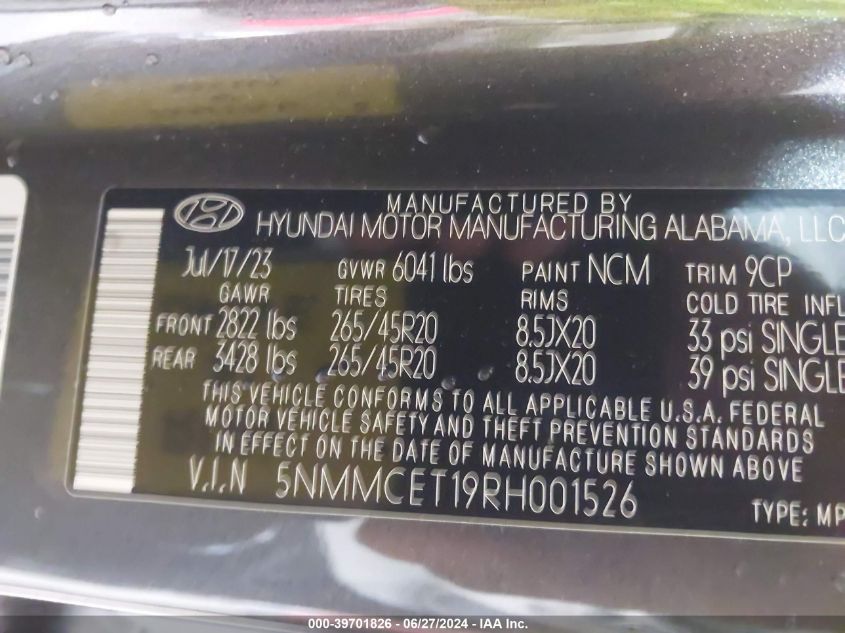 MANUFACTURED BY
HYUNDAI MOTOR MANUFACTURING ALABAMA, LLC
Jul/17/23 GVWR 6041 lbs PAINT NCM TRIM 9CP
GAWR TIRES RIMS COLD TIRE INFL
FRONT 2822 lbs 265/45R20 8.5JX20 33 psi SINGLE
REAR 3428 lbs 265/45R20 8.5JX20 39 psi SINGLE
THIS VEHICLE CONFORMS TO ALL APPLICABLE U.S.A. FEDERAL
MOTOR VEHICLE SAFETY AND THEFT PREVENTION STANDARDS
IN EFFECT ON THE DATE OF MANUFACTURE SHOWN ABOVE
V.I.N 5NMMCET19RH001526
TYPE: MP
000-39701826 / 06/27/2024 - IAA Inc.